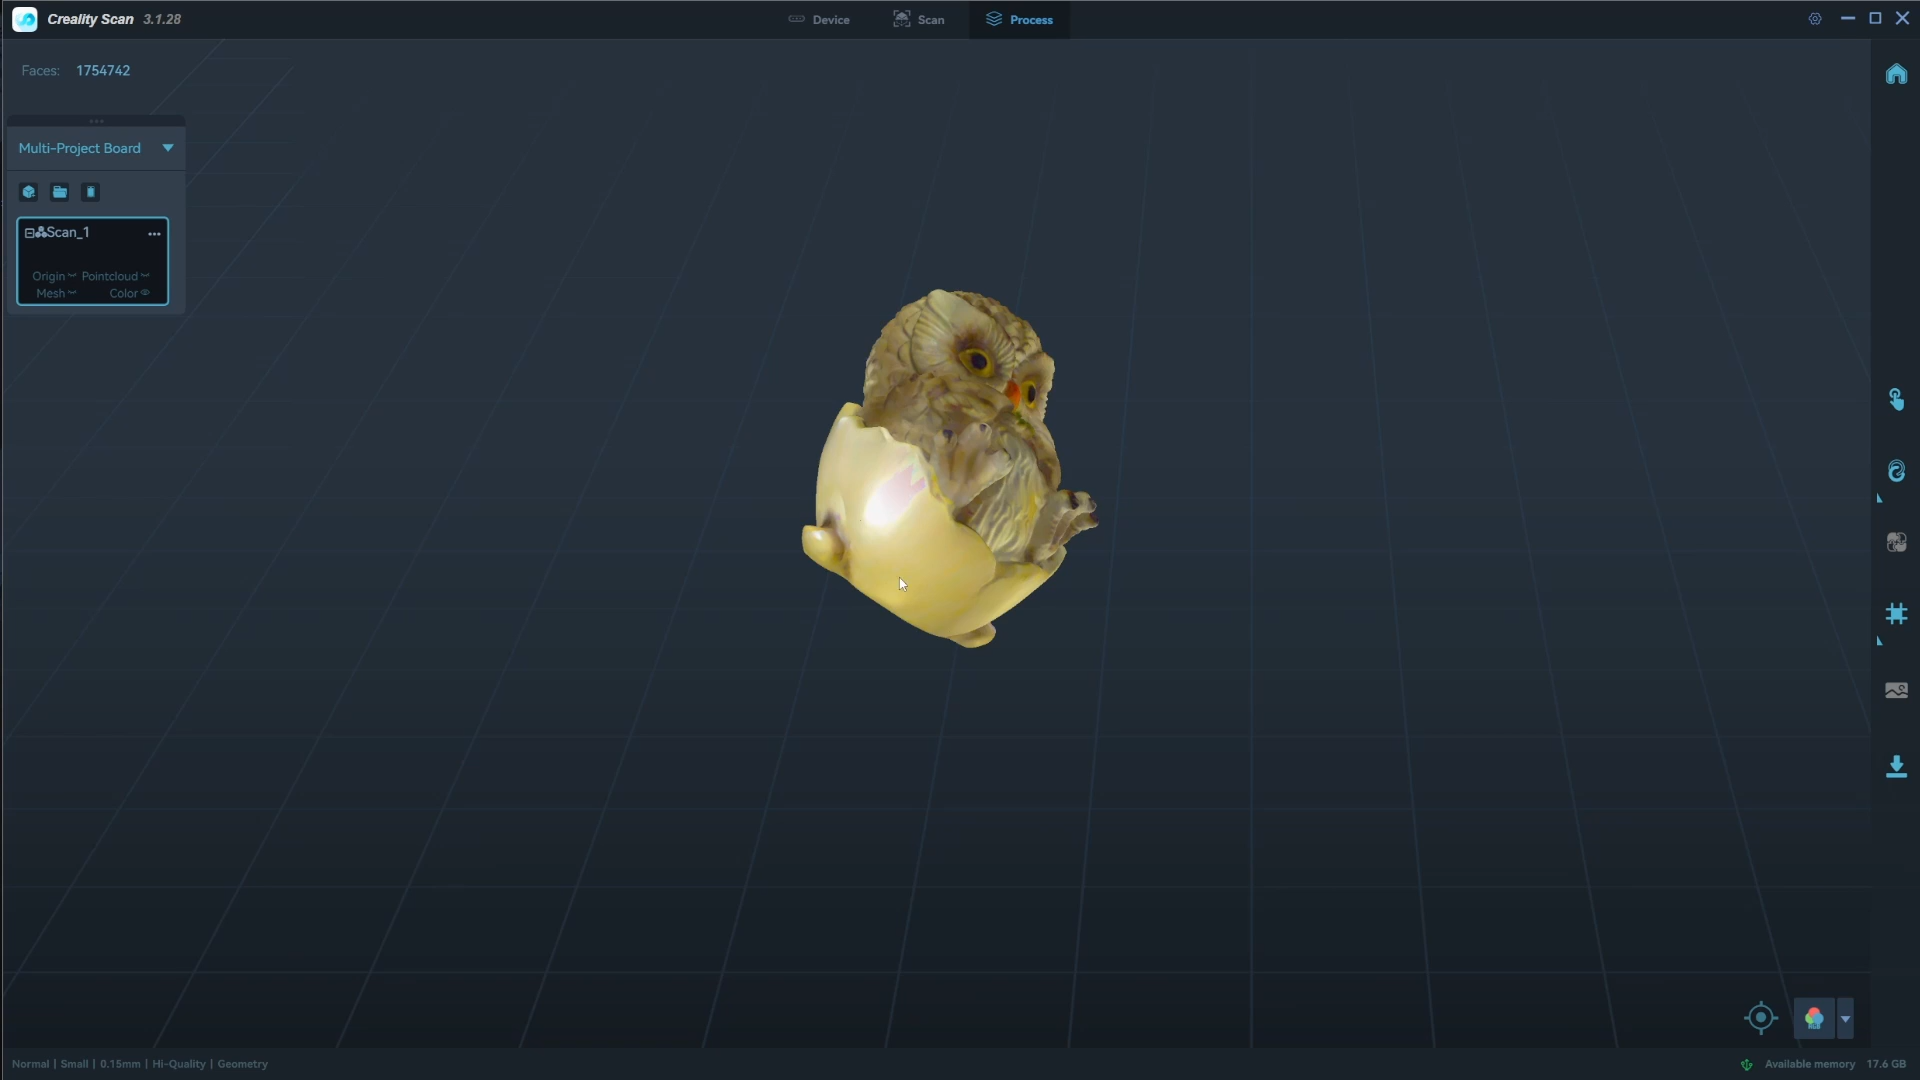 Creality Scan 3.1.28
Device
Scan
Process
Faces: 1754742
Multi-Project Board
Scan_1
Origin Pointcloud
Mesh Color
RGB
Normal | Small | 0.15mm | Hi-Quality | Geometry
Available memory 17.6 GB